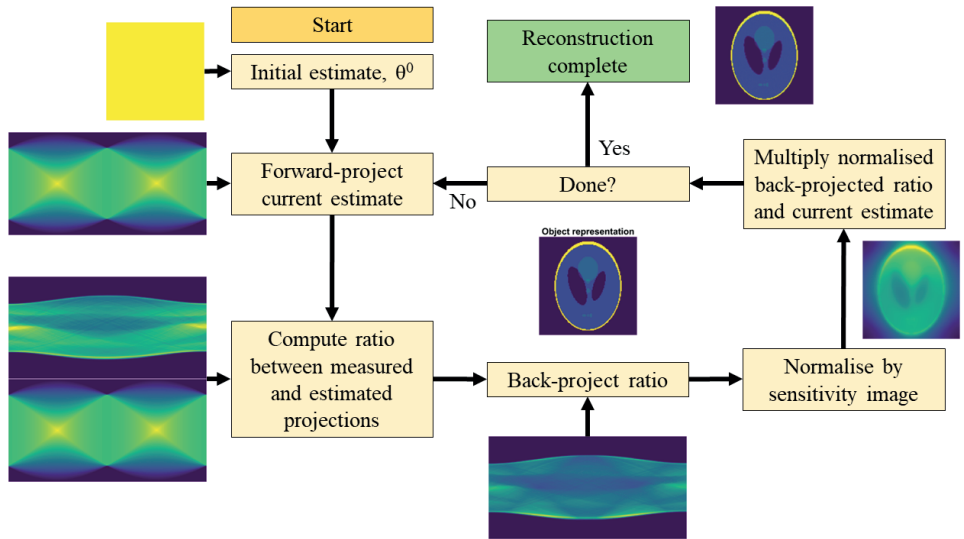 Start
Initial estimate, θ⁰
Forward-project
current estimate
Compute ratio
between measured
and estimated
projections
Back-project ratio
Normalise by
sensitivity image
Multiply normalised
back-projected ratio
and current estimate
Done?
No
Yes
Reconstruction
complete
Object representation